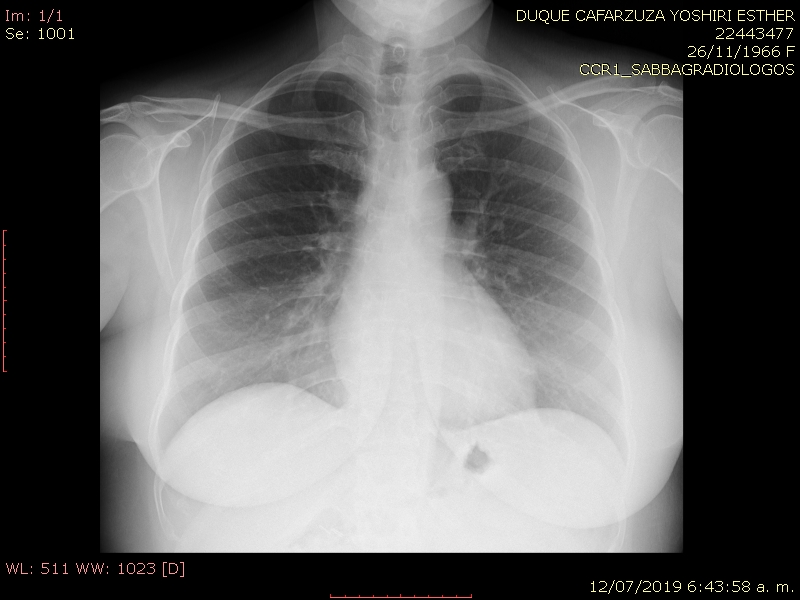 Im: 1/1
Se: 1001
DUQUE CAFARZUZA YOSHIRI ESTHER
22443477
26/11/1966 F
CCR1_SABBAGRADIOLOGOS
WL: 511 WW: 1023 [D]
12/07/2019 6:43:58 a. m.